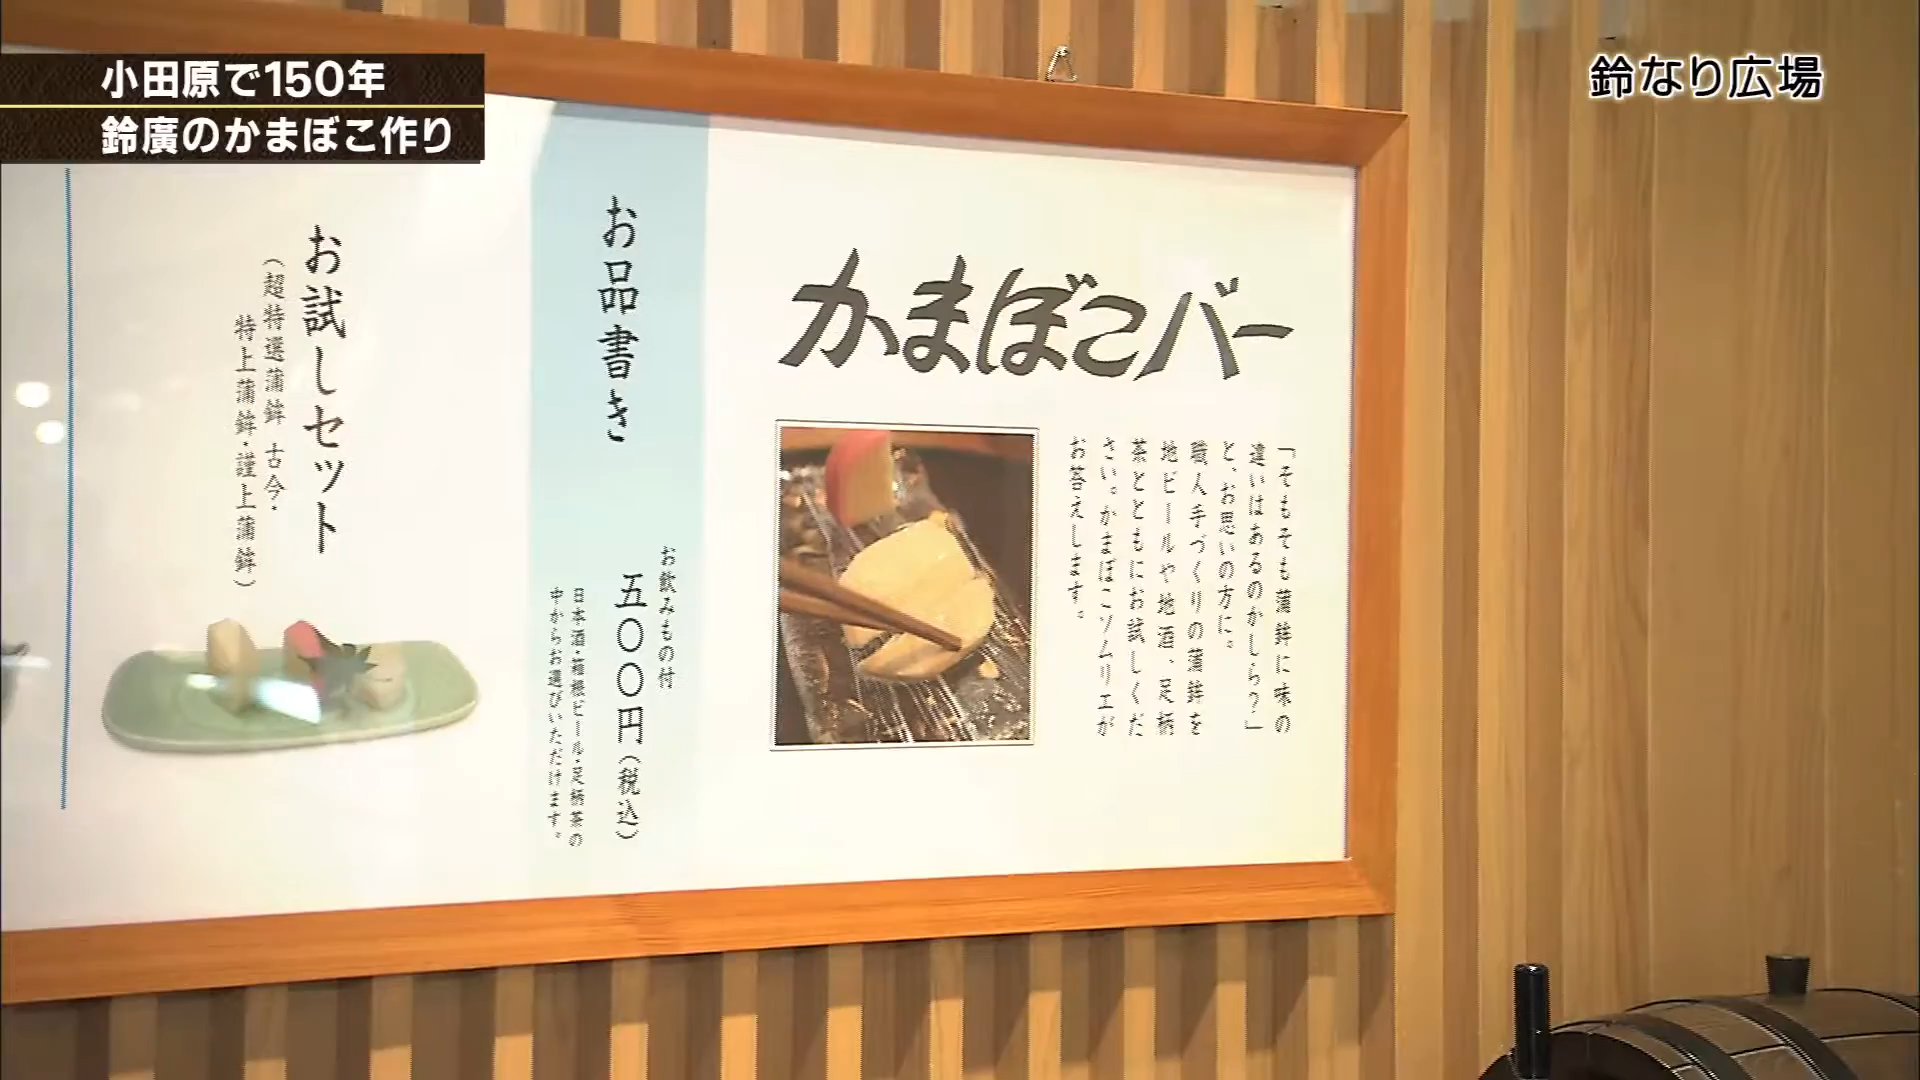 小田原で150年
鈴廣のかまぼこ作り
鈴なり広場
かまぼこバー
「そもそも蒲鉾に味の
違いはあるのかしら?」
と、お思いの方に。
職人手づくりの蒲鉾を
地ビールや地酒、足柄
茶とともにお試しくだ
さい。かまぼこソムリエが
お答えします。
お品書き
お飲みもの付
五〇〇円(税込)
日本酒・箱根ビール・足柄茶の
中からお選びいただけます。
お試しセット
(超特選蒲鉾 古今・
特上蒲鉾・謹上蒲鉾)